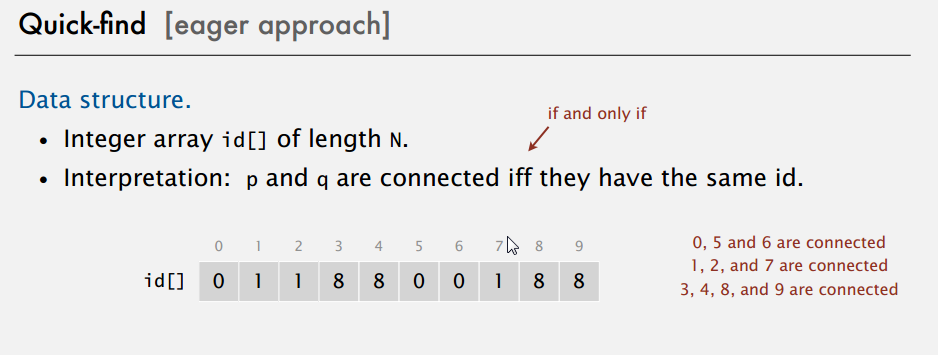 Quick-find [eager approach]
Data structure.
if and only if
• Integer array id[] of length N.
• Interpretation: p and q are connected iff they have the same id.
0 1 2 3 4 5 6 7 8 9
id[] 0 1 1 8 8 0 0 1 8 8
0, 5 and 6 are connected
1, 2, and 7 are connected
3, 4, 8, and 9 are connected